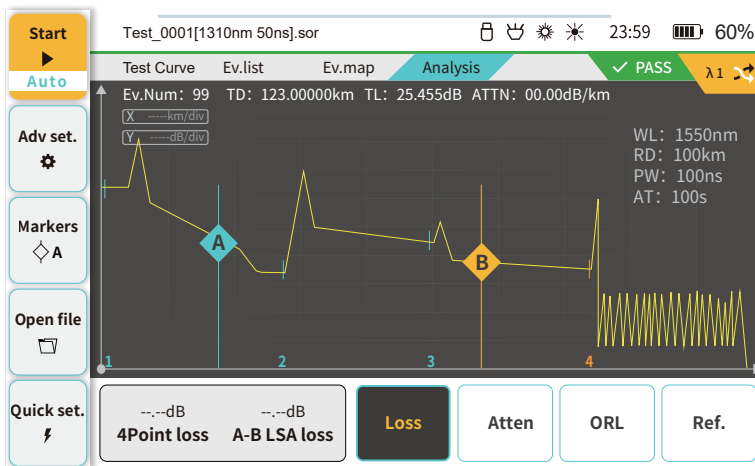 Start
Auto
Adv set.
Markers
A
Open file
Quick set.
Test_0001[1310nm 50ns].sor
23:59
60%
Test Curve Ev.list Ev.map Analysis
PASS
λ1
Ev.Num: 99 TD: 123.00000km TL: 25.455dB ATTN: 00.00dB/km
X -----km/div
Y -----dB/div
WL: 1550nm
RD: 100km
PW: 100ns
AT: 100s
A
B
1 2 3 4
--.--dB --.--dB
4Point loss A-B LSA loss
Loss Atten ORL Ref.